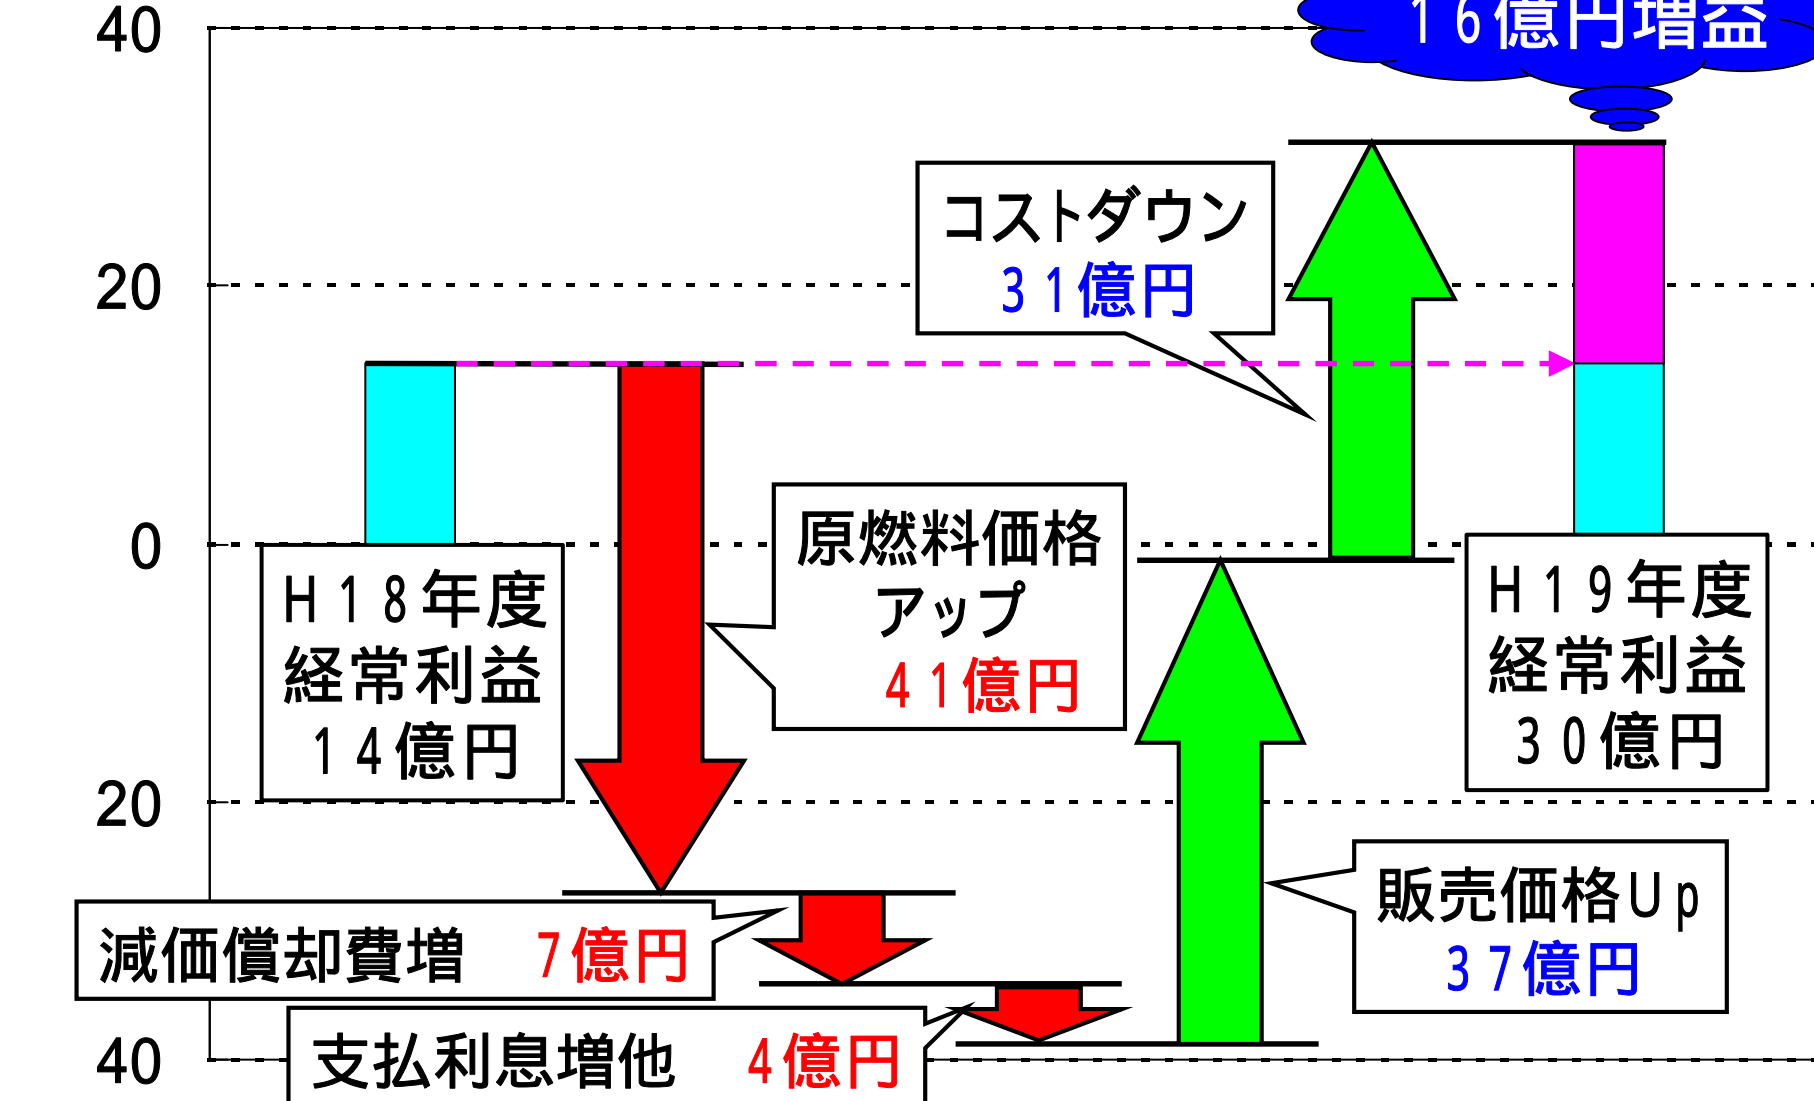 40
16億円増益
コストダウン
31億円
20
原燃料価格
アップ
41億円
0
H18年度
経常利益
14億円
H19年度
経常利益
30億円
20
販売価格Up
37億円
減価償却費増 7億円
支払利息増他 4億円
40